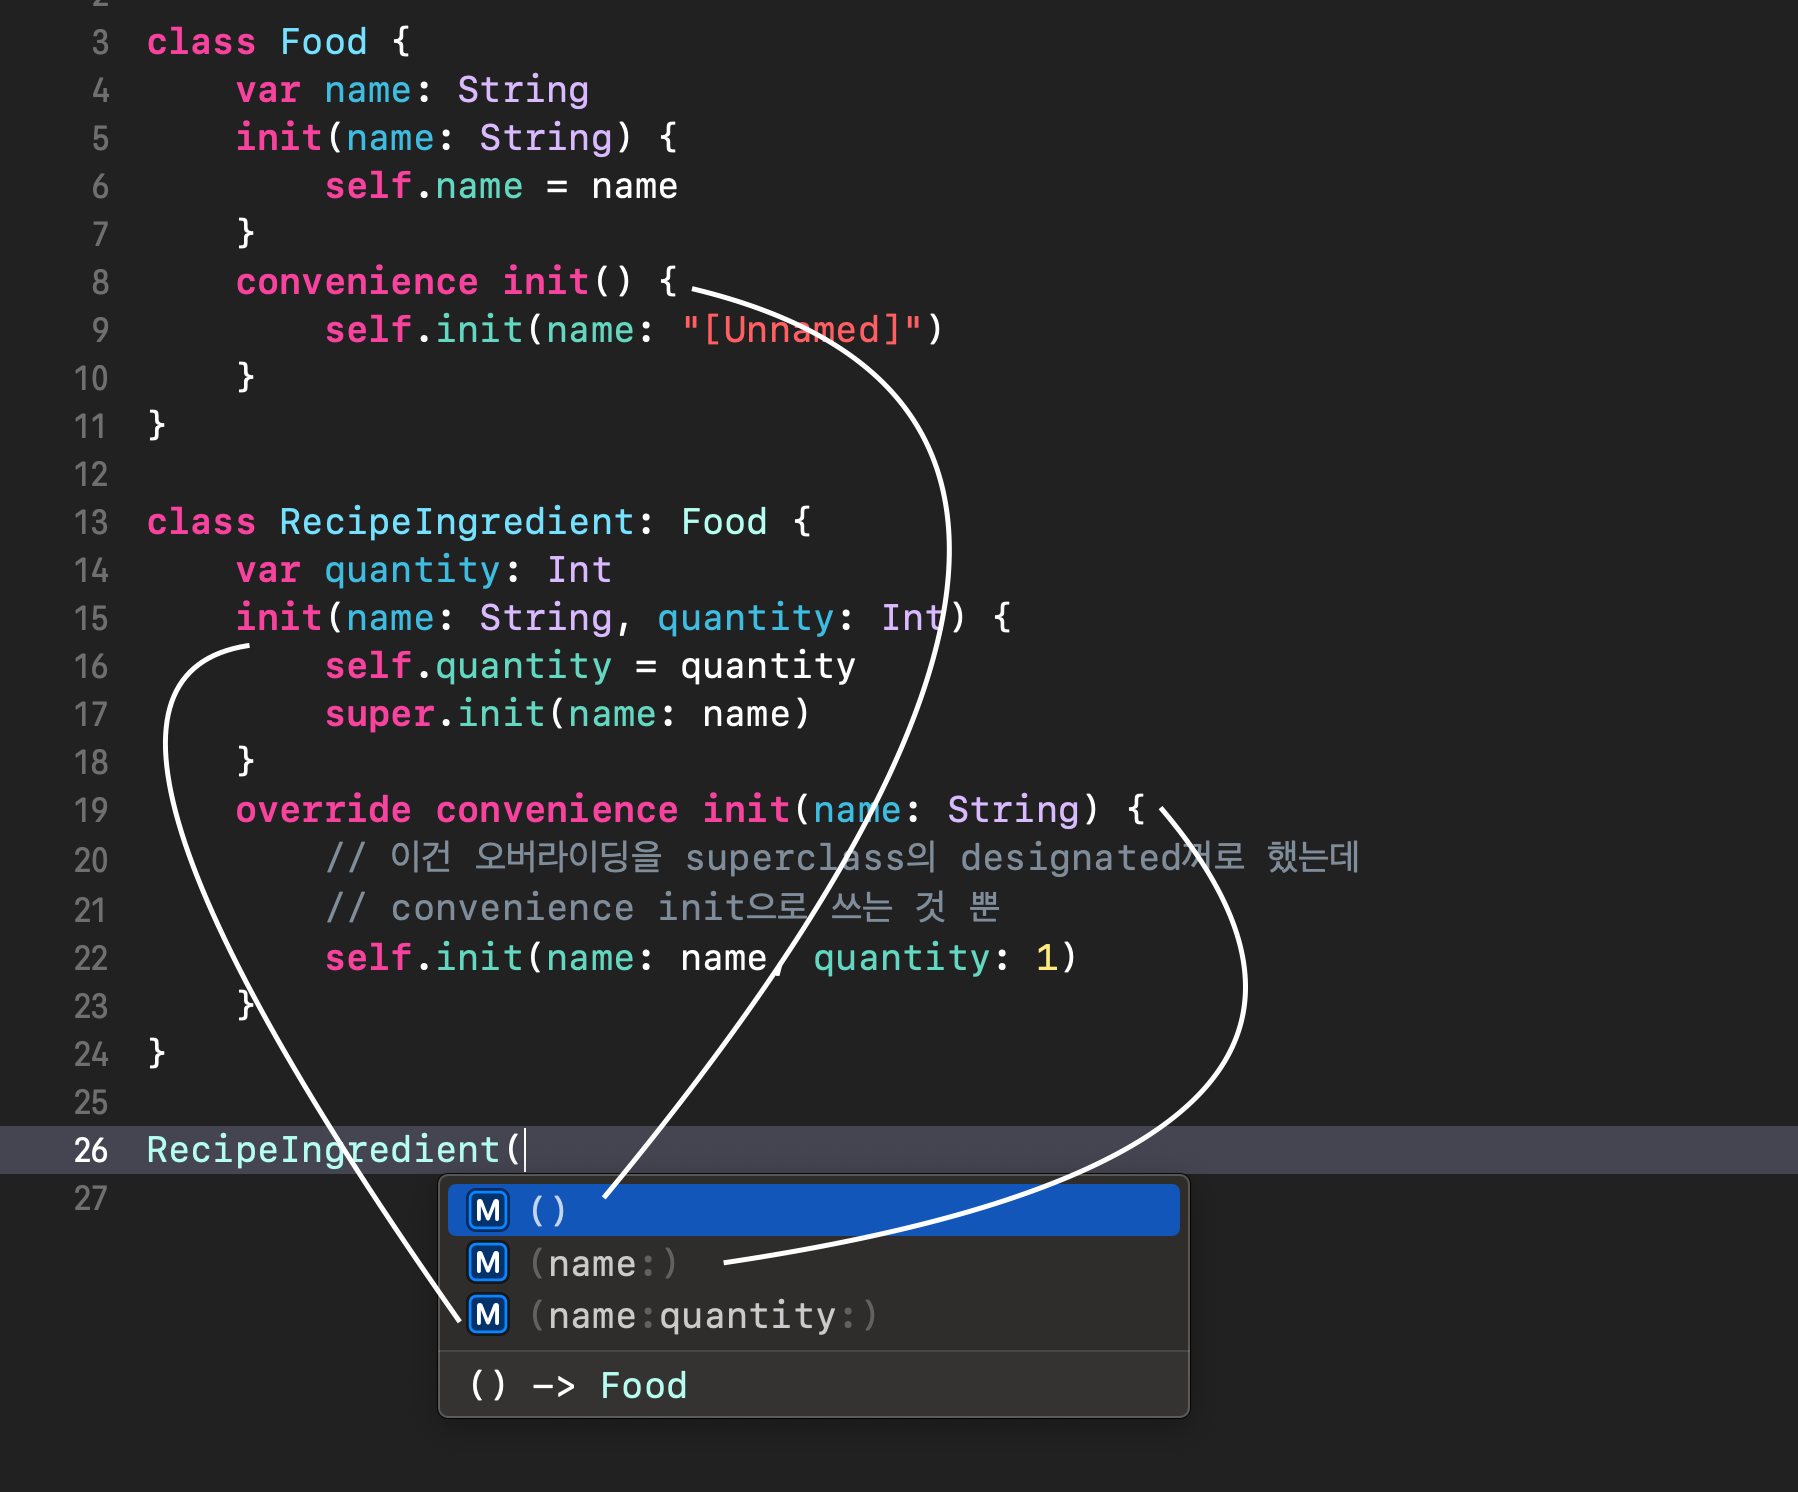 3 class Food {
4 var name: String
5 init(name: String) {
6 self.name = name
7 }
8 convenience init() {
9 self.init(name: "[Unnamed]")
10 }
11 }
12
13 class RecipeIngredient: Food {
14 var quantity: Int
15 init(name: String, quantity: Int) {
16 self.quantity = quantity
17 super.init(name: name)
18 }
19 override convenience init(name: String) {
20 // 이건 오버라이딩을 superclass의 designated꺼로 했는데
21 // convenience init으로 쓰는 것 뿐
22 self.init(name: name, quantity: 1)
23 }
24 }
25
26 RecipeIngredient(
27
M ()
M (name:)
M (name:quantity:)
() -> Food